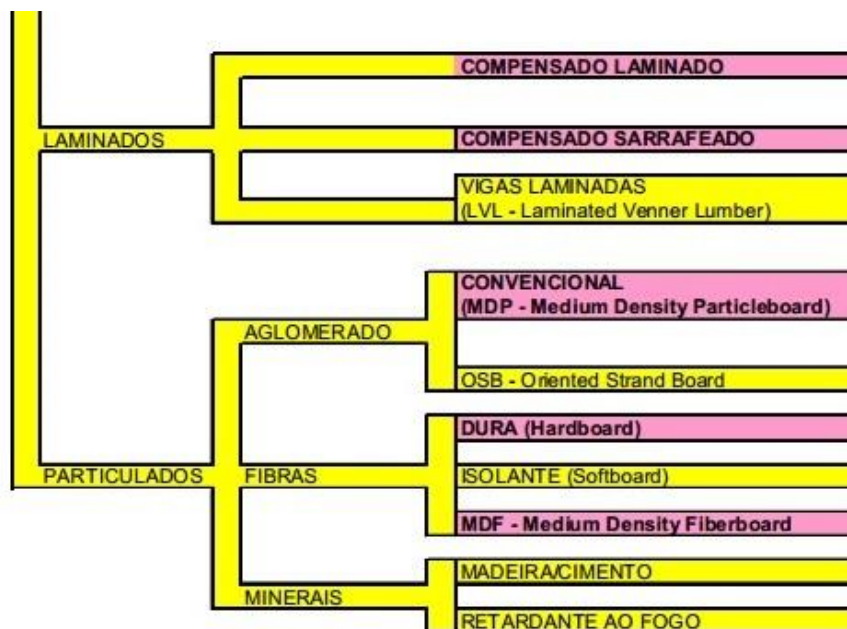 COMPENSADO LAMINADO
LAMINADOS
COMPENSADO SARRAFEADO
VIGAS LAMINADAS
(LVL - Laminated Venner Lumber)
CONVENCIONAL
(MDP - Medium Density Particleboard)
AGLOMERADO
OSB - Oriented Strand Board
DURA (Hardboard)
PARTICULADOS
FIBRAS
ISOLANTE (Softboard)
MDF - Medium Density Fiberboard
MADEIRA/CIMENTO
MINERAIS
RETARDANTE AO FOGO